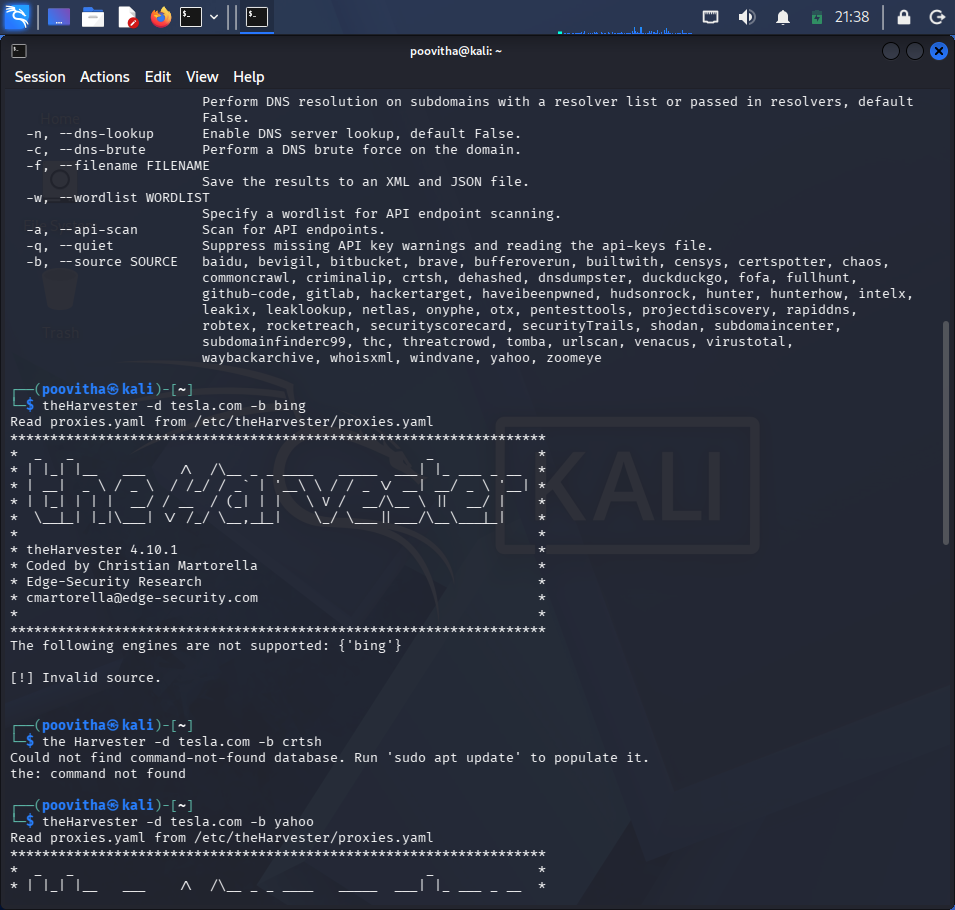 21:38
poovitha@kali: ~
Session Actions Edit View Help
Perform DNS resolution on subdomains with a resolver list or passed in resolvers, default
False.
-n, --dns-lookup Enable DNS server lookup, default False.
-c, --dns-brute Perform a DNS brute force on the domain.
-f, --filename FILENAME
Save the results to an XML and JSON file.
-w, --wordlist WORDLIST
Specify a wordlist for API endpoint scanning.
-a, --api-scan Scan for API endpoints.
-q, --quiet Suppress missing API key warnings and reading the api-keys file.
-b, --source SOURCE baidu, bevigil, bitbucket, brave, bufferoverun, builtwith, censys, certspotter, chaos,
commoncrawl, criminalip, crtsh, dehashed, dnsdumpster, duckduckgo, fofa, fullhunt,
github-code, gitlab, hackertarget, haveibeenpwned, hudsonrock, hunter, hunterhow, intelx,
leakix, leaklookup, netlas, onyphe, otx, pentesttools, projectdiscovery, rapiddns,
robtex, rocketreach, securityscorecard, securityTrails, shodan, subdomaincenter,
subdomainfinderc99, thc, threatcrowd, tomba, urlscan, venacus, virustotal,
waybackarchive, whoisxml, windvane, yahoo, zoomeye
Home
Trash
KALI
┌──(poovitha㉿kali)-[~]
└─$ theHarvester -d tesla.com -b bing
Read proxies.yaml from /etc/theHarvester/proxies.yaml
*******************************************************************
theHarvester
* theHarvester 4.10.1 *
* Coded by Christian Martorella *
* Edge-Security Research *
* cmartorella@edge-security.com *
* *
*******************************************************************
The following engines are not supported: {'bing'}
[!] Invalid source.
┌──(poovitha㉿kali)-[~]
└─$ the Harvester -d tesla.com -b crtsh
Could not find command-not-found database. Run 'sudo apt update' to populate it.
the: command not found
┌──(poovitha㉿kali)-[~]
└─$ theHarvester -d tesla.com -b yahoo
Read proxies.yaml from /etc/theHarvester/proxies.yaml
*******************************************************************